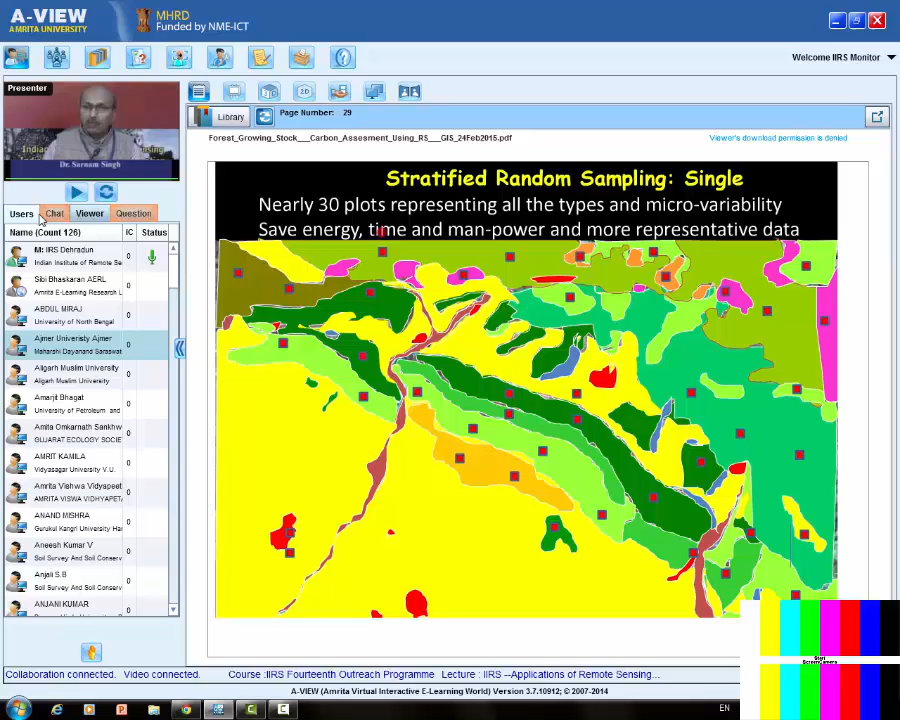 A-VIEW
AMRITA UNIVERSITY
MHRD
Funded by NME-ICT
Welcome IIRS Monitor
Presenter
Dr. Sarnam Singh
Library
Page Number: 29
Forest_Growing_Stock___Carbon_Assesment_Using_RS___GIS_24Feb2015.pdf
Viewer's download permission is denied
Stratified Random Sampling: Single
Nearly 30 plots representing all the types and micro-variability
Save energy, time and man-power and more representative data
Users
Chat
Viewer
Question
Name (Count 126)
IC
Status
M: IRS Dehradun
0
Indian Institute of Remote Se
Sibi Bhaskaran AERL
0
Amrita E-Learning Research L
ABDUL MIRAJ
0
University of North Bengal
Ajmer Univeristy Ajmer
0
Maharshi Dayanand Saraswat
Aligarh Muslim University
0
Aligarh Muslim University
Amarjit Bhagat
0
University of Petroleum and
Amita Omkarnath Sankhw
0
GUJARAT ECOLOGY SOCIE
AMRIT KAMILA
0
Vidyasagar University V.U.
Amrita Vishwa Vidyapeet
0
AMRITA VISWA VIDHYAPET
ANAND MISHRA
0
Gurukul Kangri University Ha
Aneesh Kumar V
0
Soil Survey And Soil Conserv
Anjali S.B
0
Soil Survey And Soil Conserv
ANJANI KUMAR
0
Start
ScreenCamera
Collaboration connected. Video connected.
Course :IIRS Fourteenth Outreach Programme
Lecture : IIRS --Applications of Remote Sensing...
A-VIEW (Amrita Virtual Interactive E-Learning World) Version 3.7.10912; © 2007-2014
EN